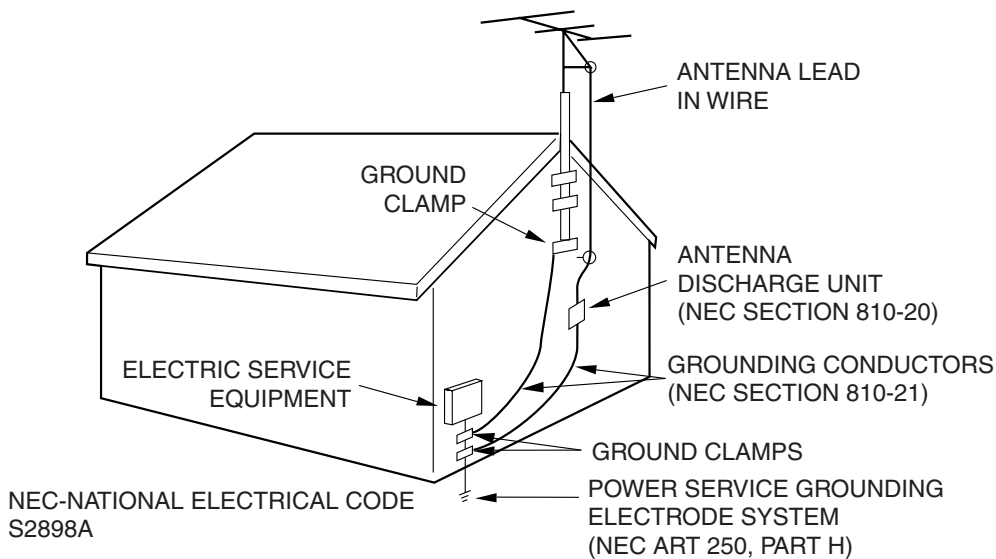 ANTENNA LEAD
IN WIRE
GROUND
CLAMP
ANTENNA
DISCHARGE UNIT
(NEC SECTION 810-20)
ELECTRIC SERVICE
EQUIPMENT
GROUNDING CONDUCTORS
(NEC SECTION 810-21)
GROUND CLAMPS
NEC-NATIONAL ELECTRICAL CODE
S2898A
POWER SERVICE GROUNDING
ELECTRODE SYSTEM
(NEC ART 250, PART H)